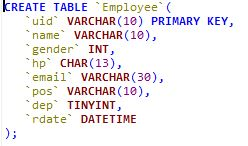 CREATE TABLE `Employee`(
`uid` VARCHAR(10) PRIMARY KEY,
`name` VARCHAR(10),
`gender` INT,
`hp` CHAR(13),
`email` VARCHAR(30),
`pos` VARCHAR(10),
`dep` TINYINT,
`rdate` DATETIME
);